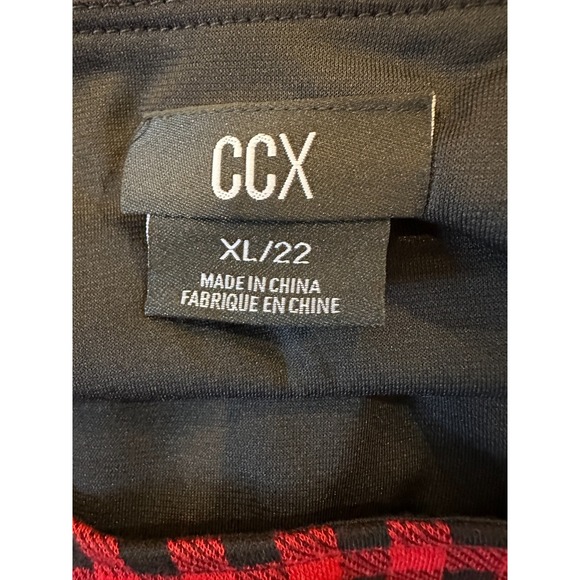 CCX
XL/22
MADE IN CHINA
FABRIQUE EN CHINE